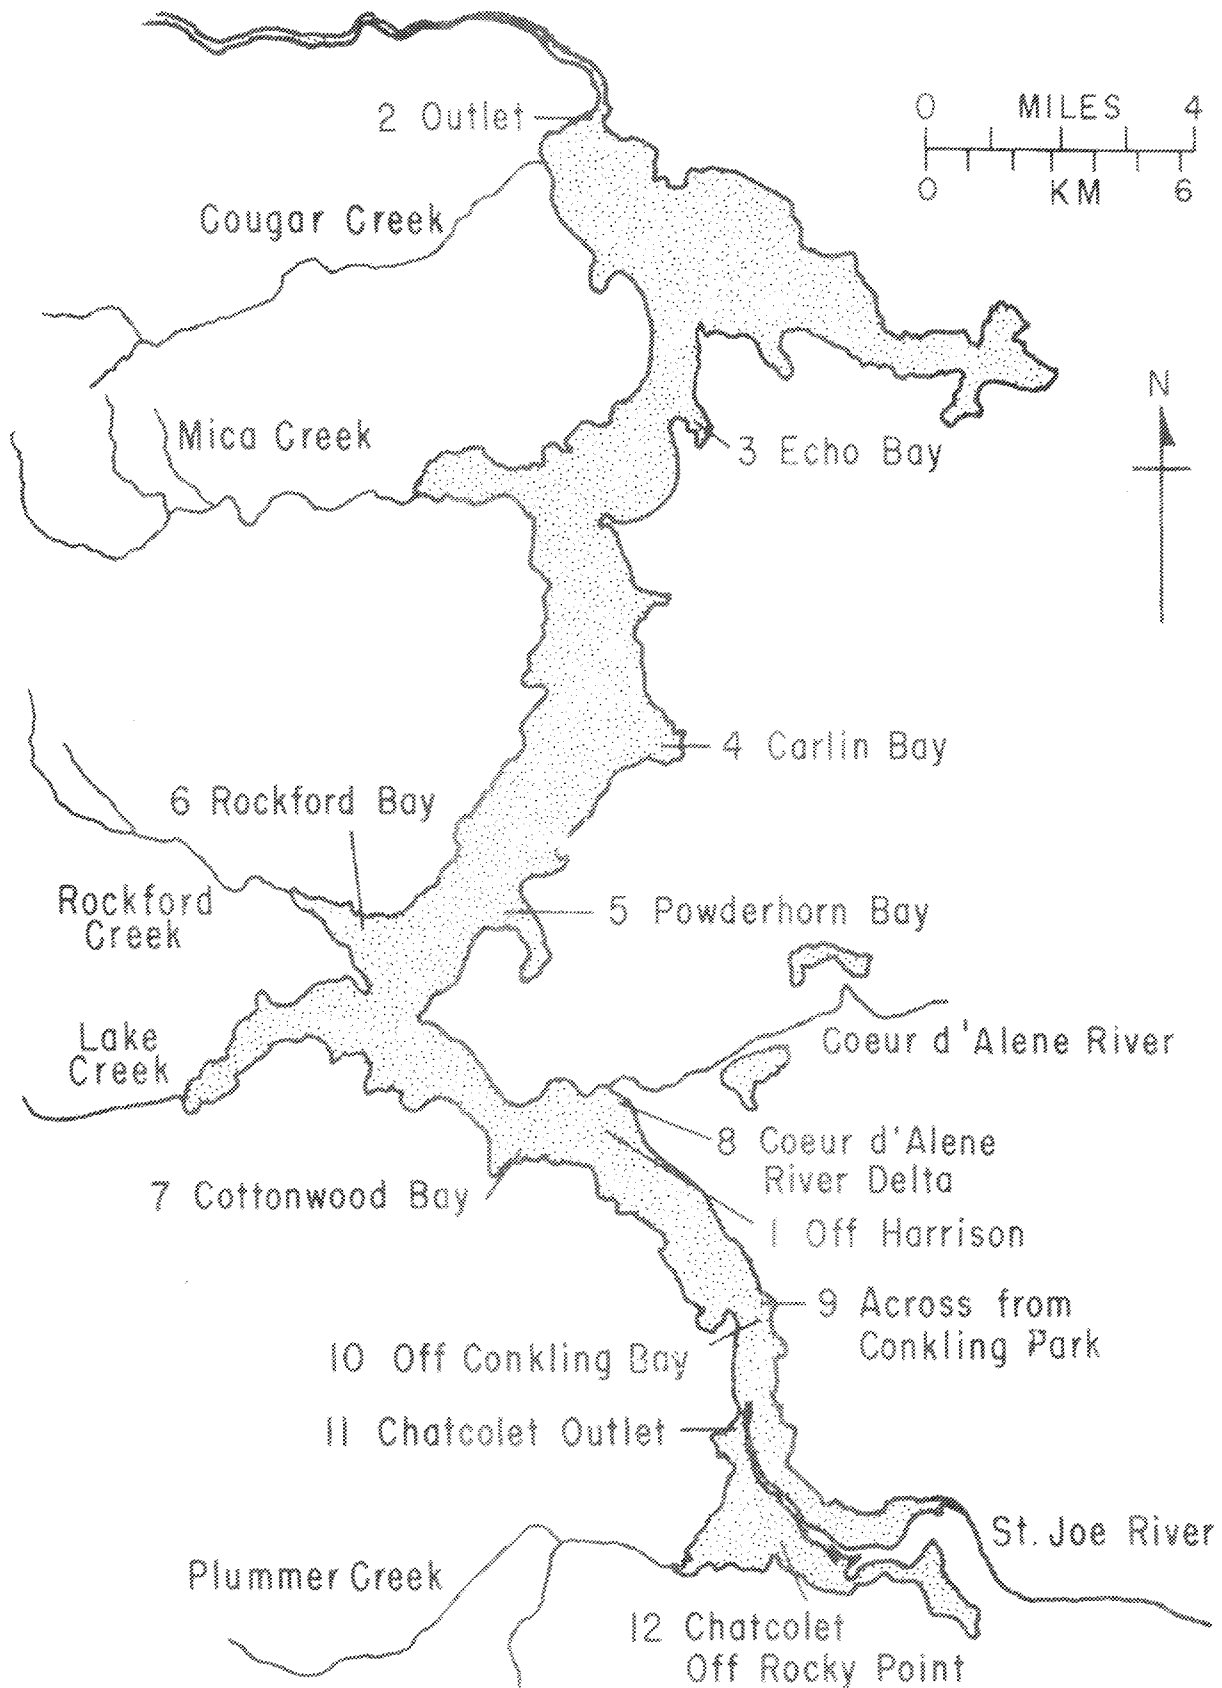 2 Outlet
0 MILES 4
0 KM 6
Cougar Creek
N
Mica Creek
3 Echo Bay
4 Carlin Bay
6 Rockford Bay
Rockford
Creek
5 Powderhorn Bay
Lake
Creek
Coeur d'Alene River
8 Coeur d'Alene
River Delta
7 Cottonwood Bay
1 Off Harrison
9 Across from
Conkling Park
10 Off Conkling Bay
11 Chatcolet Outlet
St. Joe River
Plummer Creek
12 Chatcolet
Off Rocky Point